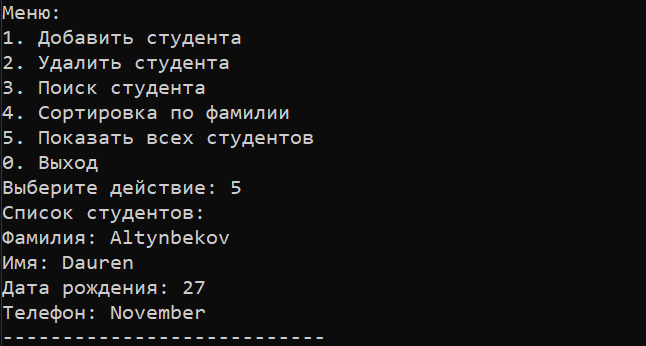 Меню:
1. Добавить студента
2. Удалить студента
3. Поиск студента
4. Сортировка по фамилии
5. Показать всех студентов
0. Выход
Выберите действие: 5
Список студентов:
Фамилия: Altynbekov
Имя: Dauren
Дата рождения: 27
Телефон: November
---------------------------